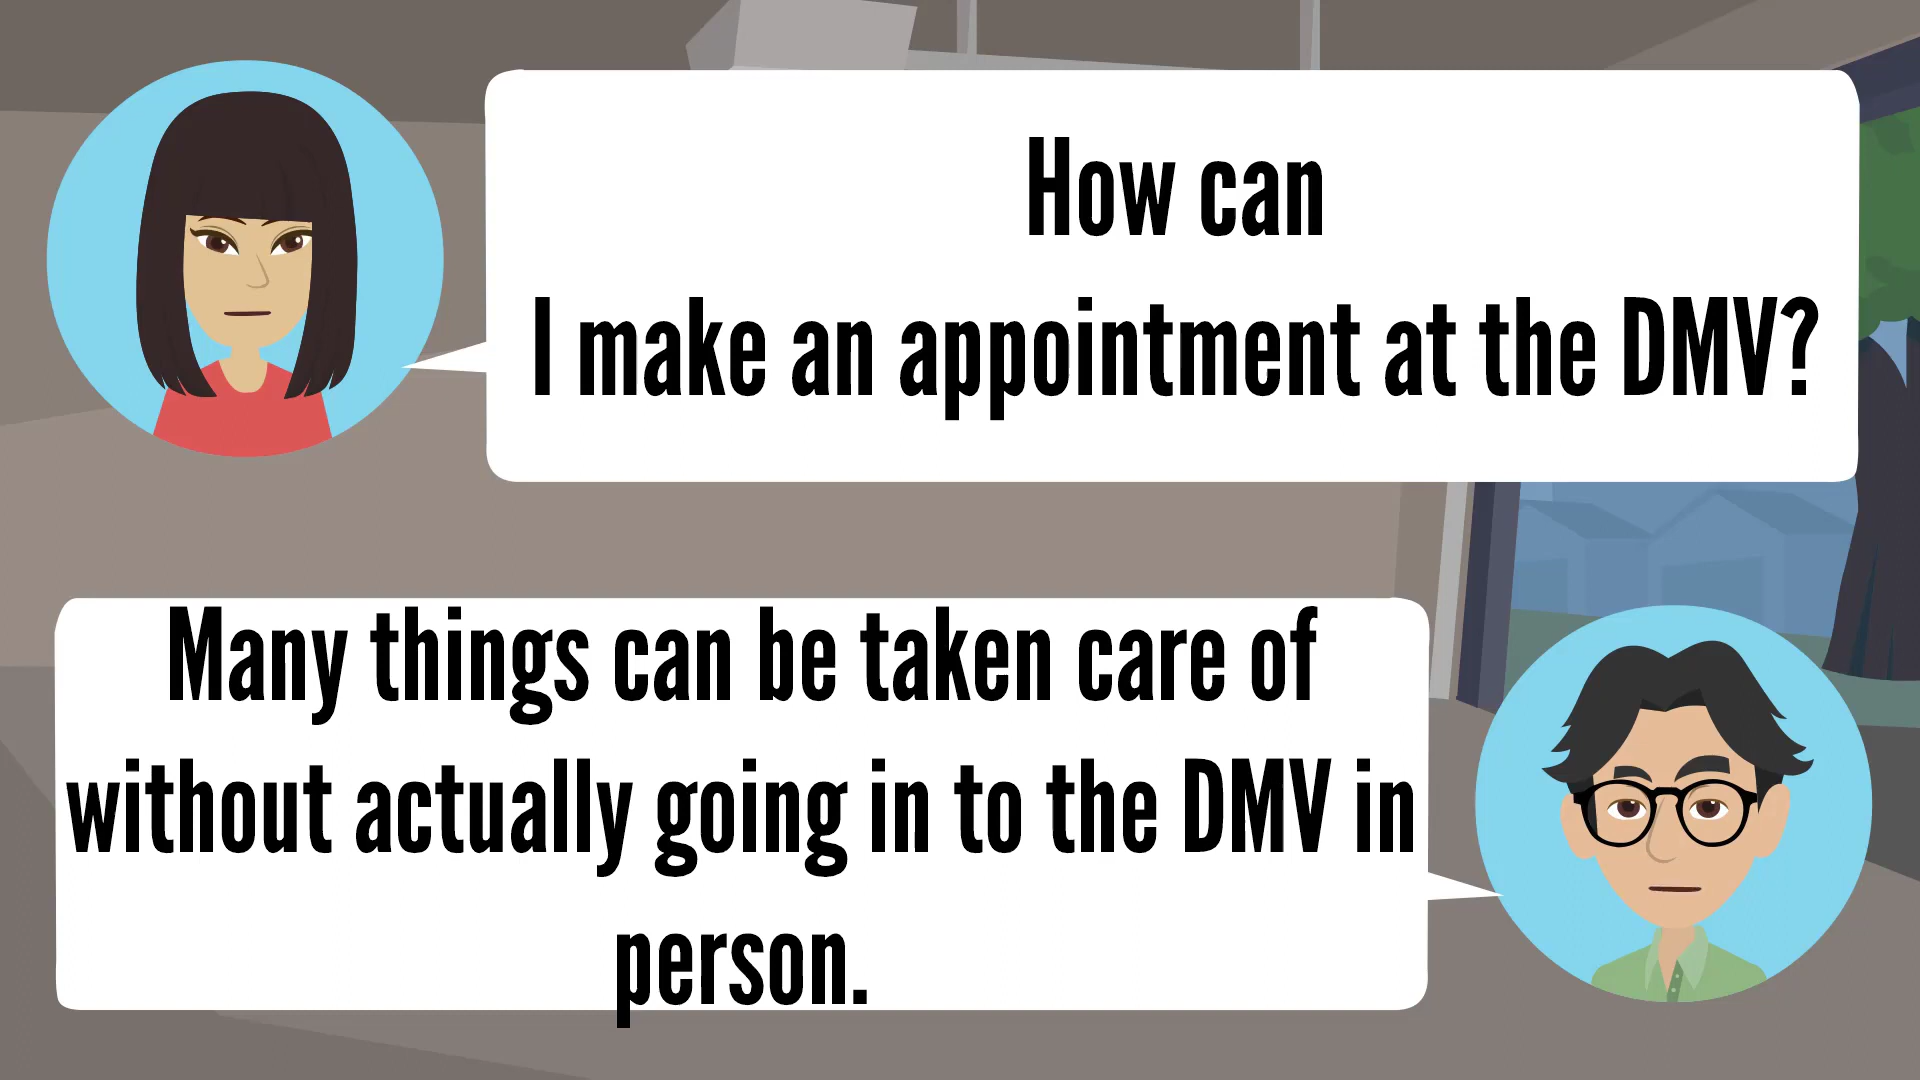 How can
I make an appointment at the DMV?
Many things can be taken care of
without actually going in to the DMV in
person.